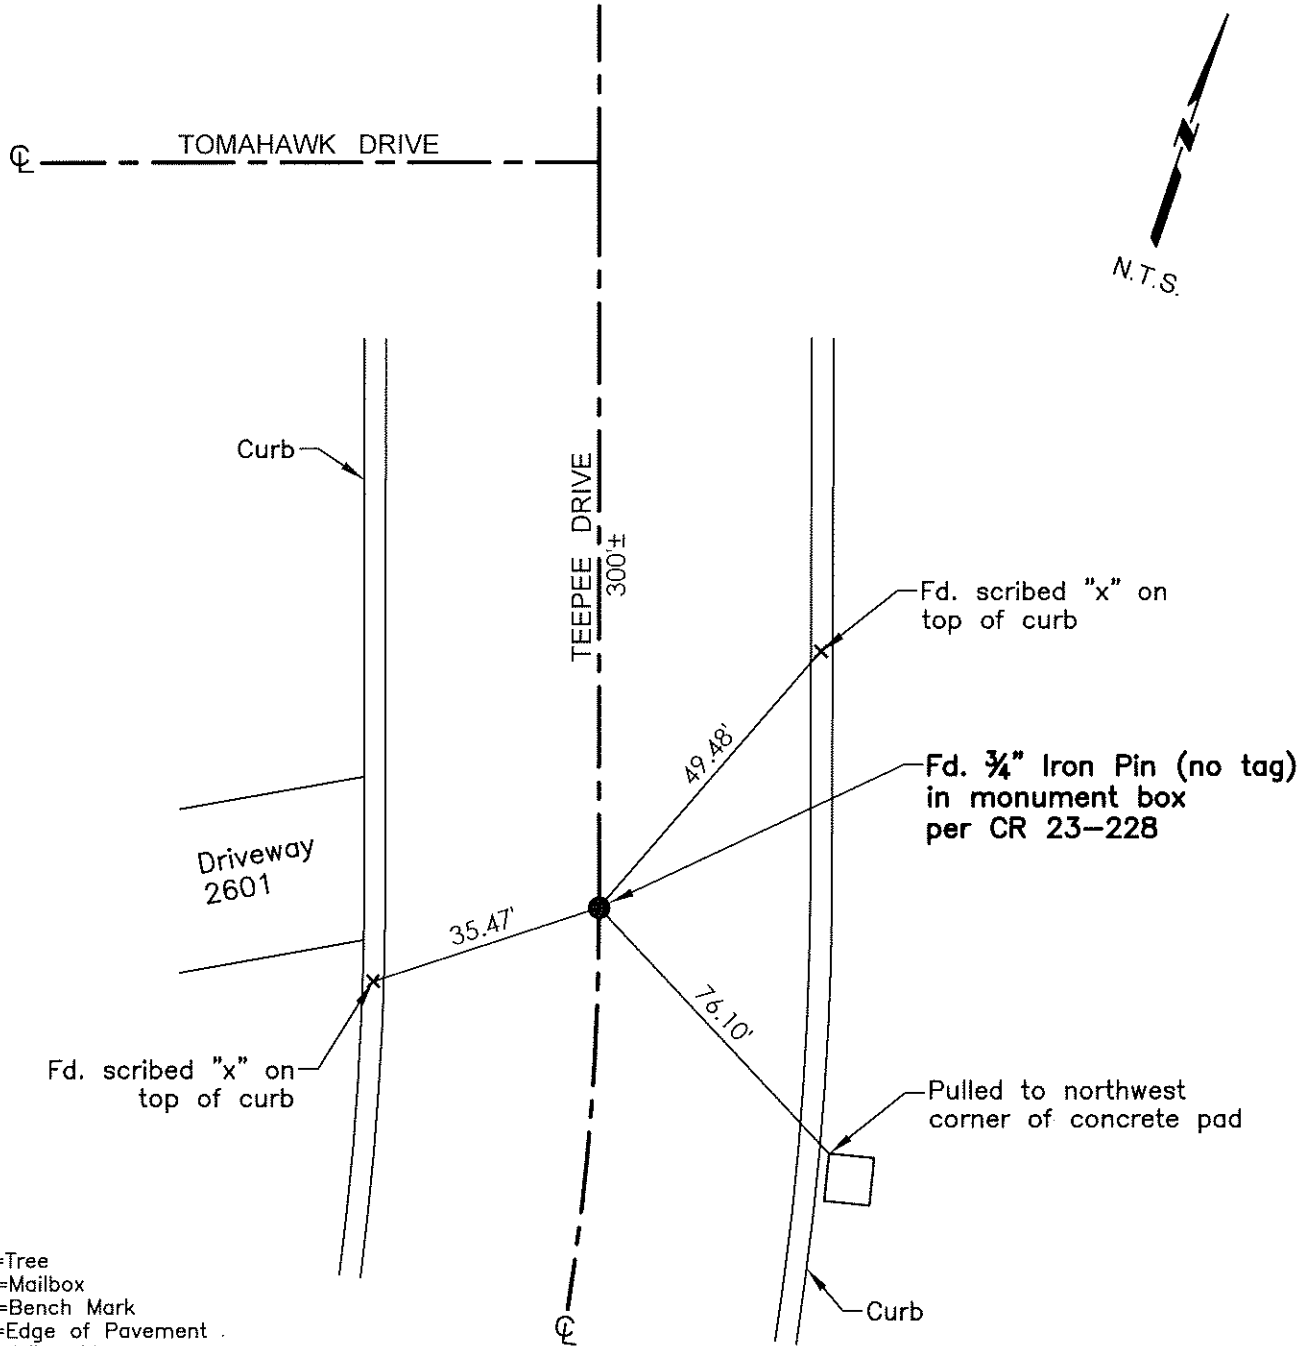 ℄
TOMAHAWK DRIVE
N
N.T.S.
Curb
TEEPEE DRIVE
300'±
Fd. scribed "x" on
top of curb
49.48'
Fd. ¾" Iron Pin (no tag)
in monument box
per CR 23-228
Driveway
2601
35.47'
76.10'
Fd. scribed "x" on
top of curb
Pulled to northwest
corner of concrete pad
=Tree
=Mailbox
=Bench Mark
=Edge of Pavement
Curb
℄